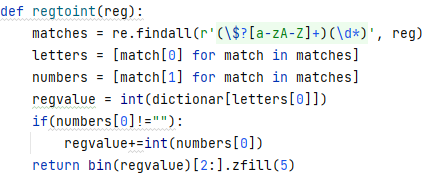 def regtoint(reg):
    matches = re.findall(r'(\$?[a-zA-Z]+)(\d*)', reg)
    letters = [match[0] for match in matches]
    numbers = [match[1] for match in matches]
    regvalue = int(dictionar[letters[0]])
    if(numbers[0]!=""):
        regvalue+=int(numbers[0])
    return bin(regvalue)[2:].zfill(5)